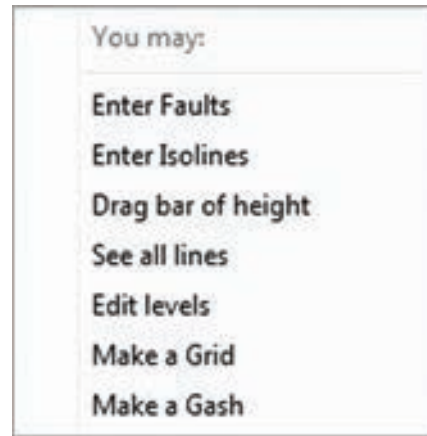 You may:
Enter Faults
Enter Isolines
Drag bar of height
See all lines
Edit levels
Make a Grid
Make a Gash